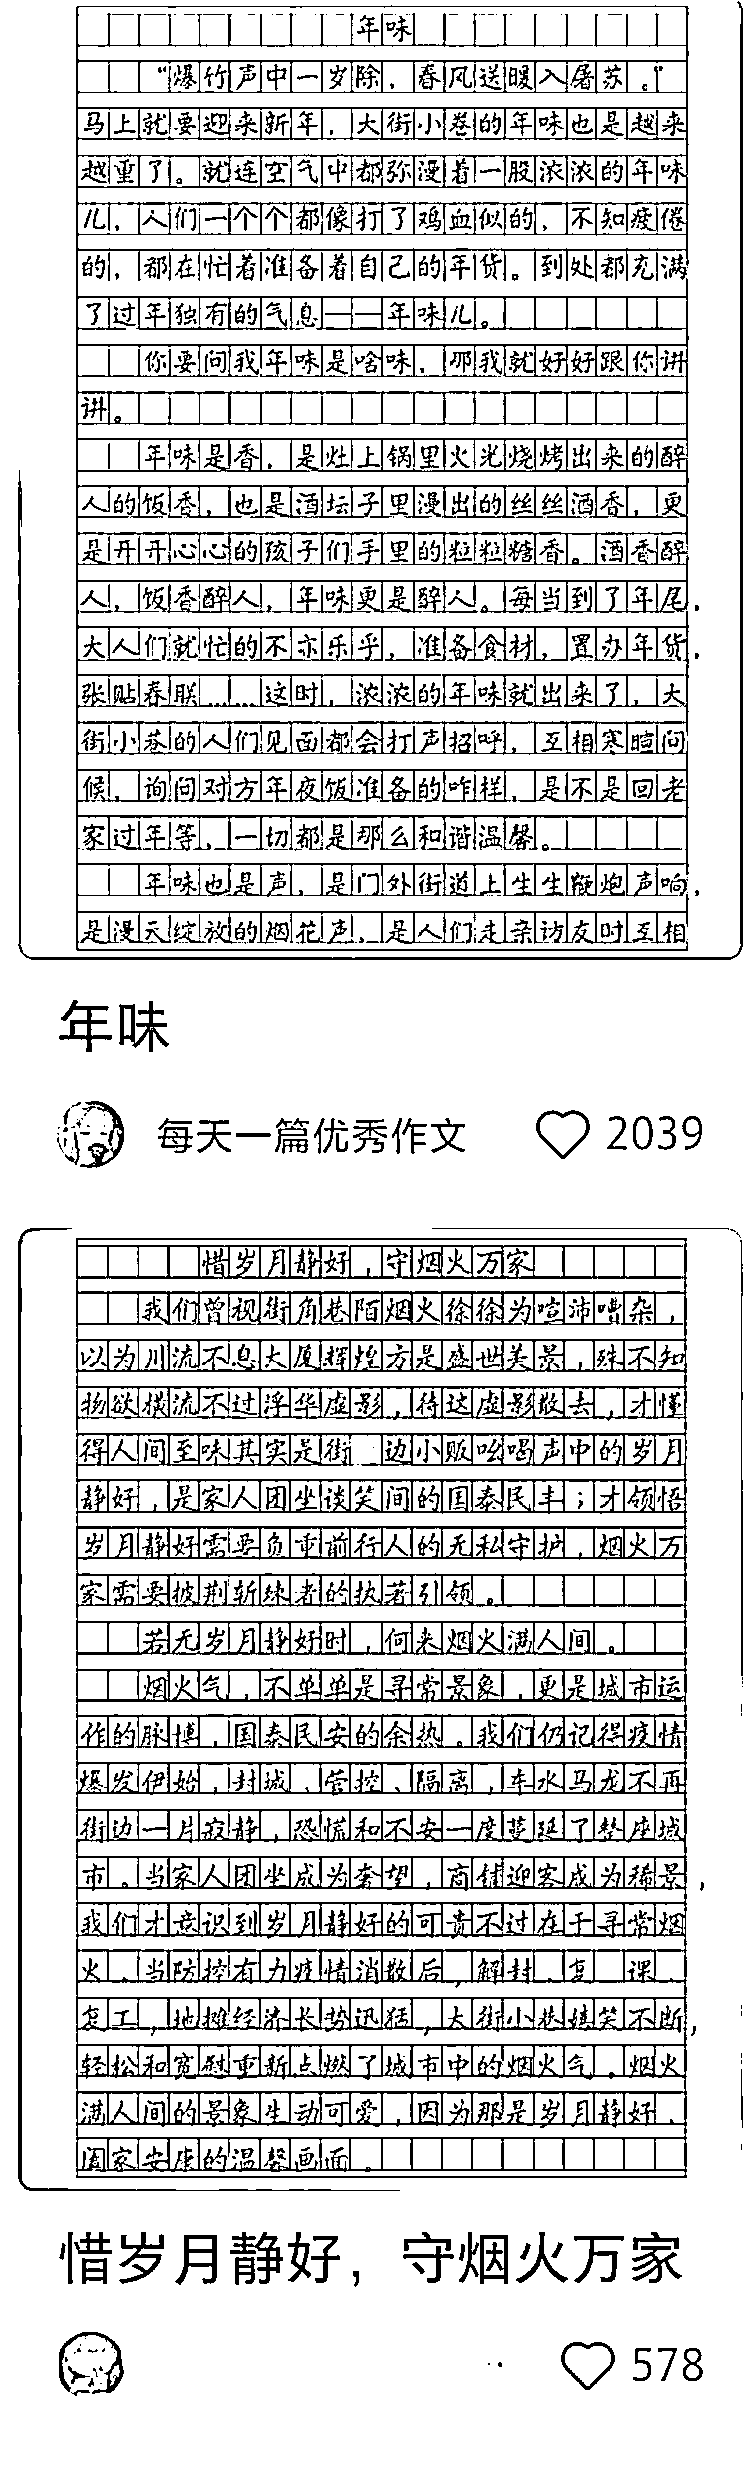 年味
“爆竹声中一岁除，春风送暖入屠苏。”
马上就要迎来新年，大街小巷的年味也是越来
越重了。就连空气中都弥漫着一股浓浓的年味
儿，人们一个个都像打了鸡血似的，不知疲倦
的，都在忙着准备着自己的年货。到处都充满
了过年独有的气息——年味儿。
你要问我年味是啥味，那我就好好跟你讲
讲。
年味是香，是灶上锅里火光烧烤出来的醉
人的饭香，也是酒坛子里漫出的丝丝酒香，更
是开开心心的孩子们手里的粒粒糖香。酒香醉
人，饭香醉人，年味更是醉人。每当到了年尾，
大人们就忙的不亦乐乎，准备食材，置办年货，
张贴春联……这时，浓浓的年味就出来了，大
街小巷的人们见面都会打声招呼，互相寒暄问
候，询问对方年夜饭准备的咋样，是不是回老
家过年等，一切都是那么和谐温馨。
年味也是声，是门外街道上生生鞭炮声响，
是漫天绽放的烟花声，是人们走亲访友时互相
年味
每天一篇优秀作文 2039
惜岁月静好，守烟火万家
我们曾视街角巷陌烟火徐徐为喧沸嘈杂，
以为川流不息大厦辉煌方是盛世美景，殊不知
物欲横流不过浮华虚影，待这虚影散去，才懂
得人间至味其实是街 边小贩吆喝声中的岁月
静好，是家人团坐谈笑间的国泰民丰；才领悟
岁月静好需要负重前行人的无私守护，烟火万
家需要披荆斩棘者的执著引领。
若无岁月静好时，何来烟火满人间。
烟火气，不单单是寻常景象，更是城市运
作的脉搏，国泰民安的余热。我们仍记得疫情
爆发伊始，封城、管控、隔离，车水马龙不再
街边一片寂静，恐慌和不安一度蔓延了整座城
市。当家人团坐成为奢望，商铺迎客成为稀景，
我们才意识到岁月静好的可贵不过在于寻常烟
火。当防控有力疫情消散后，解封、复 课、
复工，地摊经济长势迅猛，大街小巷嬉笑不断，
轻松和宽慰重新点燃了城市中的烟火气。烟火
满人间的景象生动可爱，因为那是岁月静好、
阖家安康的温馨画面。
惜岁月静好，守烟火万家
578